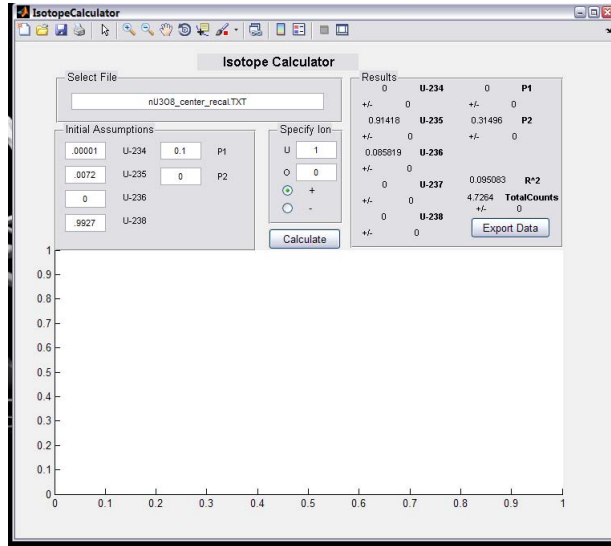 IsotopeCalculator
Isotope Calculator
Select File
nU3O8_center_recal.TXT
Initial Assumptions
.00001 U-234 0.1 P1
.0072 U-235 0 P2
0 U-236
.9927 U-238
Specify Ion
U 1
O 0
+
-
Calculate
Results
0 U-234 0 P1
+/- 0 +/- 0
0.91418 U-235 0.31496 P2
+/- 0 +/- 0
0.085819 U-236
+/- 0
0 U-237 0.095083 R^2
+/- 0 4.7264 TotalCounts
+/- 0
0 U-238
+/- 0
Export Data
1
0.9
0.8
0.7
0.6
0.5
0.4
0.3
0.2
0.1
0
0 0.1 0.2 0.3 0.4 0.5 0.6 0.7 0.8 0.9 1